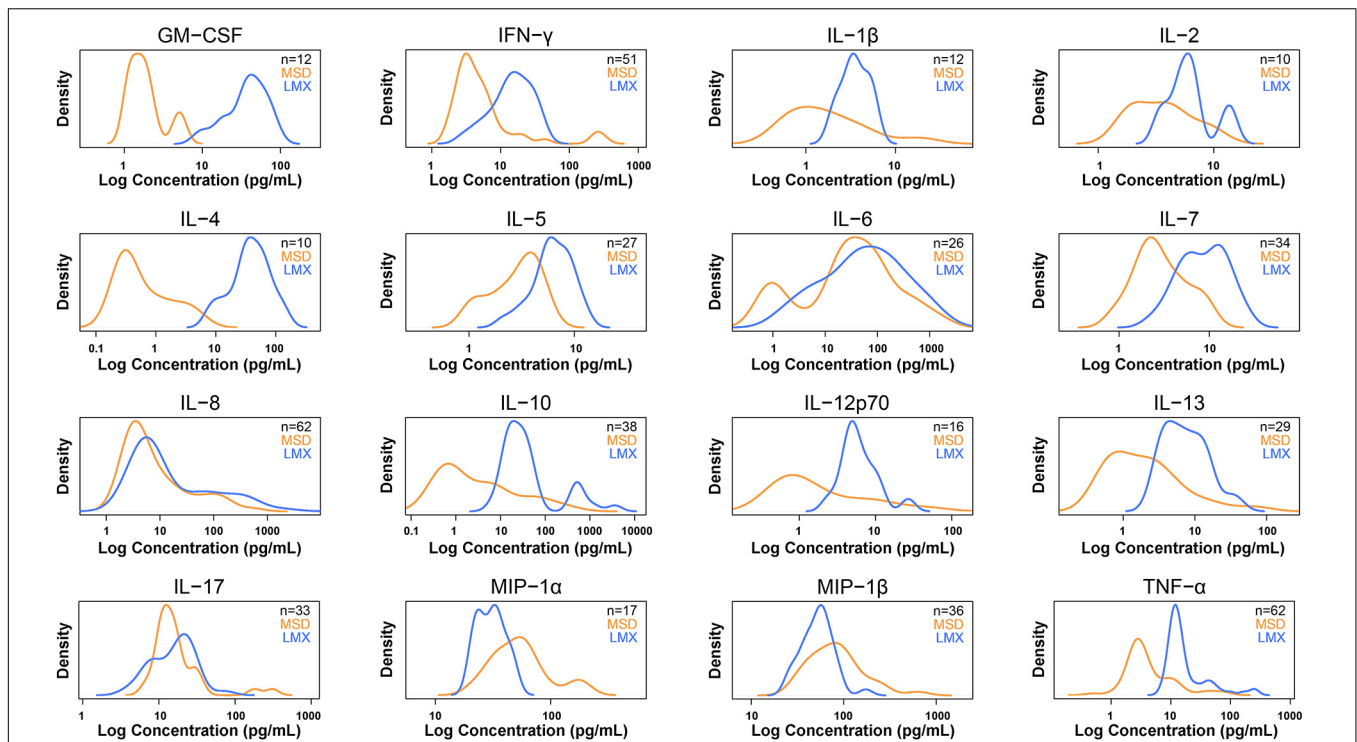 GM−CSF
n=12
MSD
LMX
Density
1 10 100
Log Concentration (pg/mL)
IFN−γ
n=51
MSD
LMX
Density
1 10 100 1000
Log Concentration (pg/mL)
IL−1β
n=12
MSD
LMX
Density
1 10
Log Concentration (pg/mL)
IL−2
n=10
MSD
LMX
Density
1 10
Log Concentration (pg/mL)
IL−4
n=10
MSD
LMX
Density
0.1 1 10 100
Log Concentration (pg/mL)
IL−5
n=27
MSD
LMX
Density
1 10
Log Concentration (pg/mL)
IL−6
n=26
MSD
LMX
Density
1 10 100 1000
Log Concentration (pg/mL)
IL−7
n=34
MSD
LMX
Density
1 10
Log Concentration (pg/mL)
IL−8
n=62
MSD
LMX
Density
1 10 100 1000
Log Concentration (pg/mL)
IL−10
n=38
MSD
LMX
Density
0.1 1 10 100 1000 10000
Log Concentration (pg/mL)
IL−12p70
n=16
MSD
LMX
Density
1 10 100
Log Concentration (pg/mL)
IL−13
n=29
MSD
LMX
Density
1 10 100
Log Concentration (pg/mL)
IL−17
n=33
MSD
LMX
Density
1 10 100 1000
Log Concentration (pg/mL)
MIP−1α
n=17
MSD
LMX
Density
10 100
Log Concentration (pg/mL)
MIP−1β
n=36
MSD
LMX
Density
10 100 1000
Log Concentration (pg/mL)
TNF−α
n=62
MSD
LMX
Density
1 10 100 1000
Log Concentration (pg/mL)